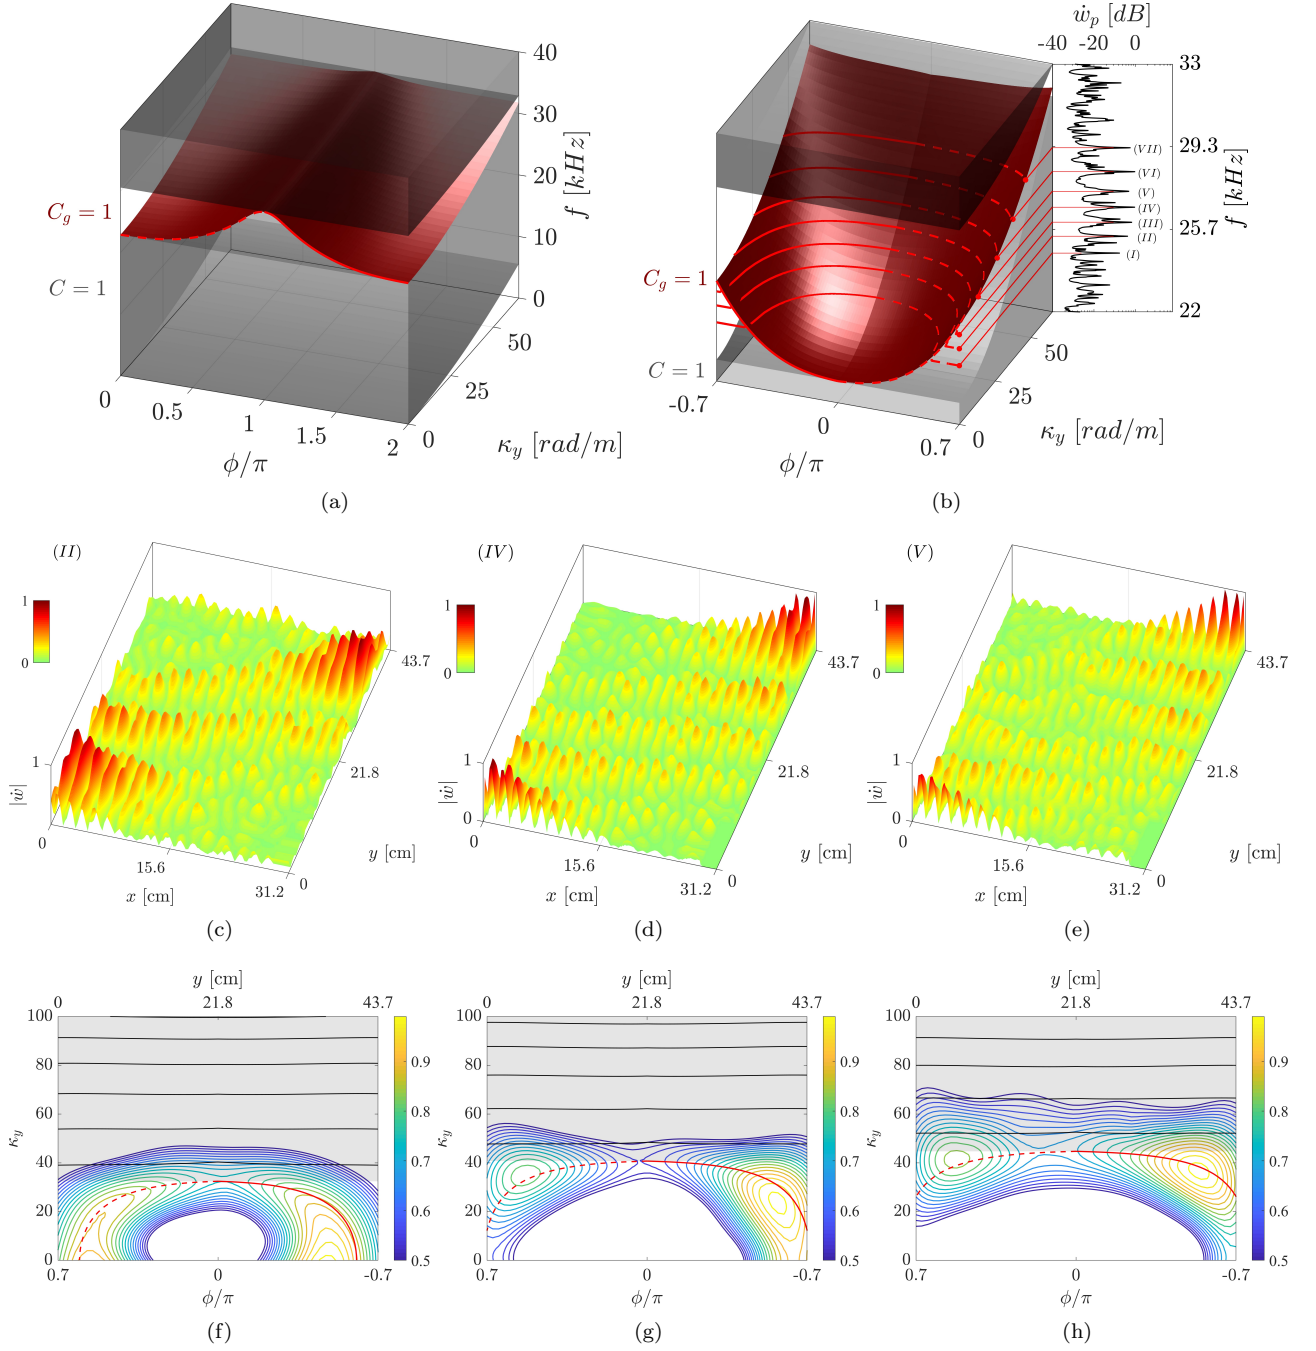 40
30
20
10
0
f [kHz]
C_g = 1
C = 1
0
0.5
1
1.5
2
ϕ/π
0
25
50
κ_y [rad/m]
(a)
ẇ_p [dB]
-40 -20 0
33
29.3
25.7
22
f [kHz]
(VII)
(VI)
(V)
(IV)
(III)
(II)
(I)
C_g = 1
C = 1
-0.7
0
0.7
ϕ/π
0
25
50
κ_y [rad/m]
(b)
(II)
1
0
1
0
|ẇ|
0
15.6
31.2
x [cm]
0
21.8
43.7
y [cm]
(c)
(IV)
1
0
1
0
|ẇ|
0
15.6
31.2
x [cm]
0
21.8
43.7
y [cm]
(d)
(V)
1
0
1
0
|ẇ|
0
15.6
31.2
x [cm]
0
21.8
43.7
y [cm]
(e)
y [cm]
0 21.8 43.7
100
80
60
40
20
0
κ_y
0.7 0 -0.7
ϕ/π
0.9
0.8
0.7
0.6
0.5
(f)
y [cm]
0 21.8 43.7
100
80
60
40
20
0
κ_y
0.7 0 -0.7
ϕ/π
0.9
0.8
0.7
0.6
0.5
(g)
y [cm]
0 21.8 43.7
100
80
60
40
20
0
κ_y
0.7 0 -0.7
ϕ/π
0.9
0.8
0.7
0.6
0.5
(h)